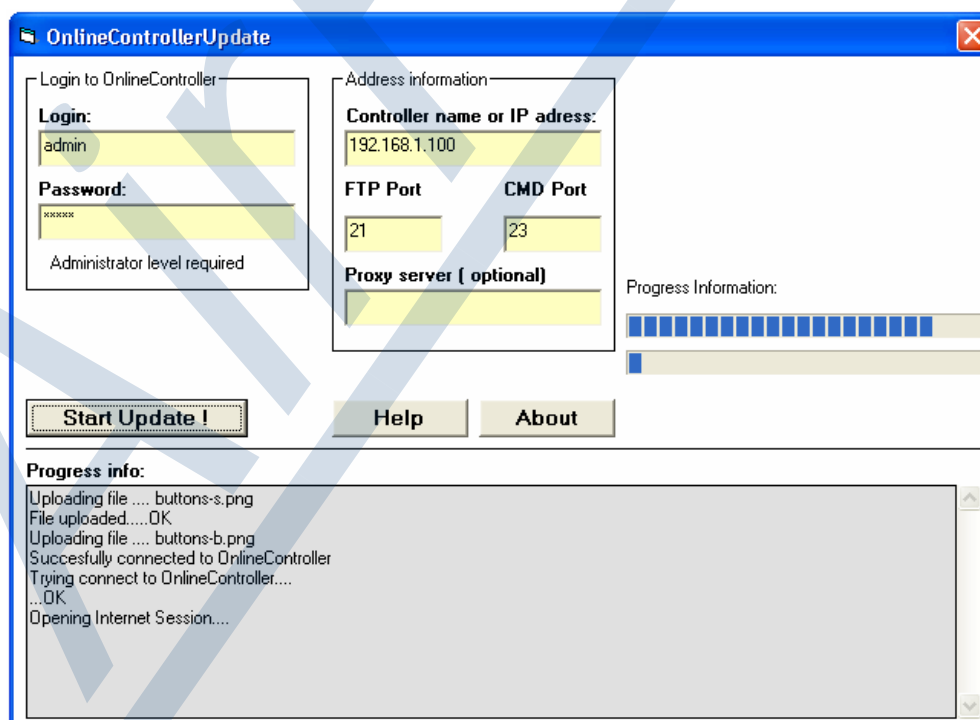 OnlineControllerUpdate
Login to OnlineController
Login:
admin
Password:
xxxxx
Administrator level required
Address information
Controller name or IP adress:
192.168.1.100
FTP Port
CMD Port
21
23
Proxy server ( optional)
Progress Information:
Start Update !
Help
About
Progress info:
Uploading file .... buttons-s.png
File uploaded.....OK
Uploading file .... buttons-b.png
Succesfully connected to OnlineController
Trying connect to OnlineController....
...OK
Opening Internet Session....